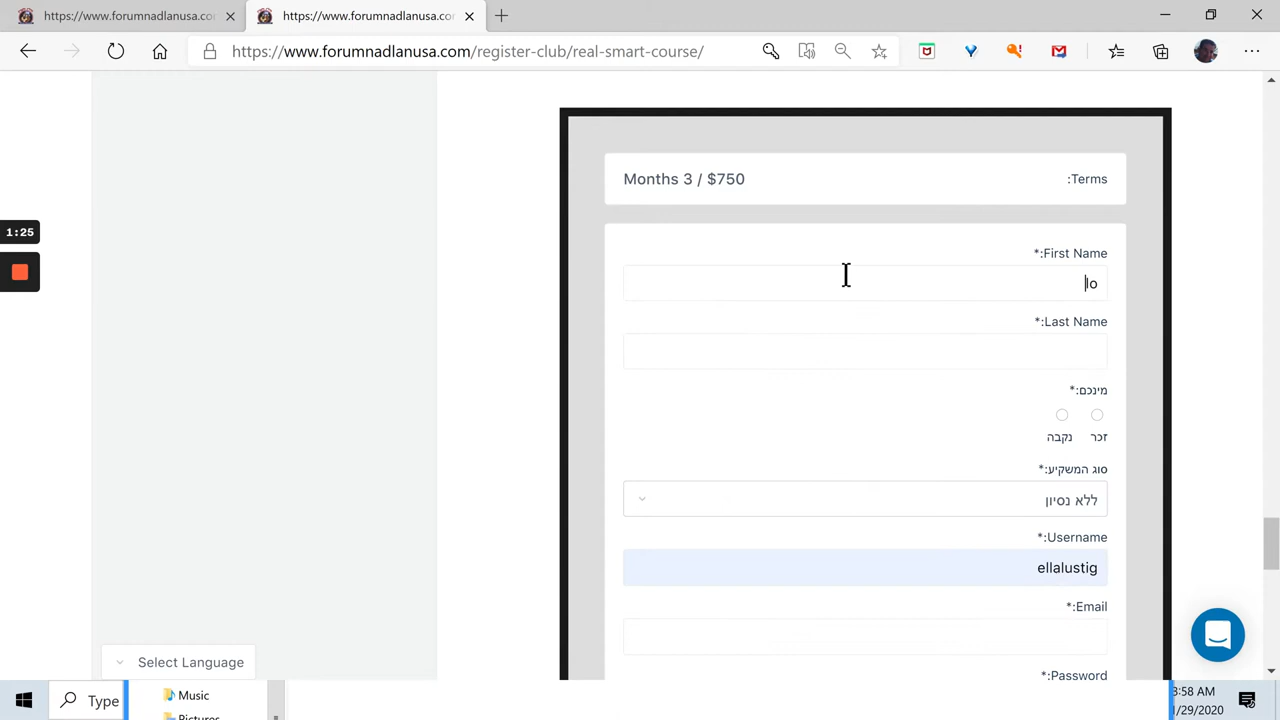 https://www.forumnadlanusa.co
https://www.forumnadlanusa.com
https://www.forumnadlanusa.com/register-club/real-smart-course/
1:25
Months 3 / $750
:Terms
*:First Name
lo
*:Last Name
מינכם:*
זכר
נקבה
סוג המשקיע:*
ללא נסיון
*:Username
ellalustig
*:Email
*:Password
Select Language
Type
Music
Pictures
3:58 AM
1/29/2020